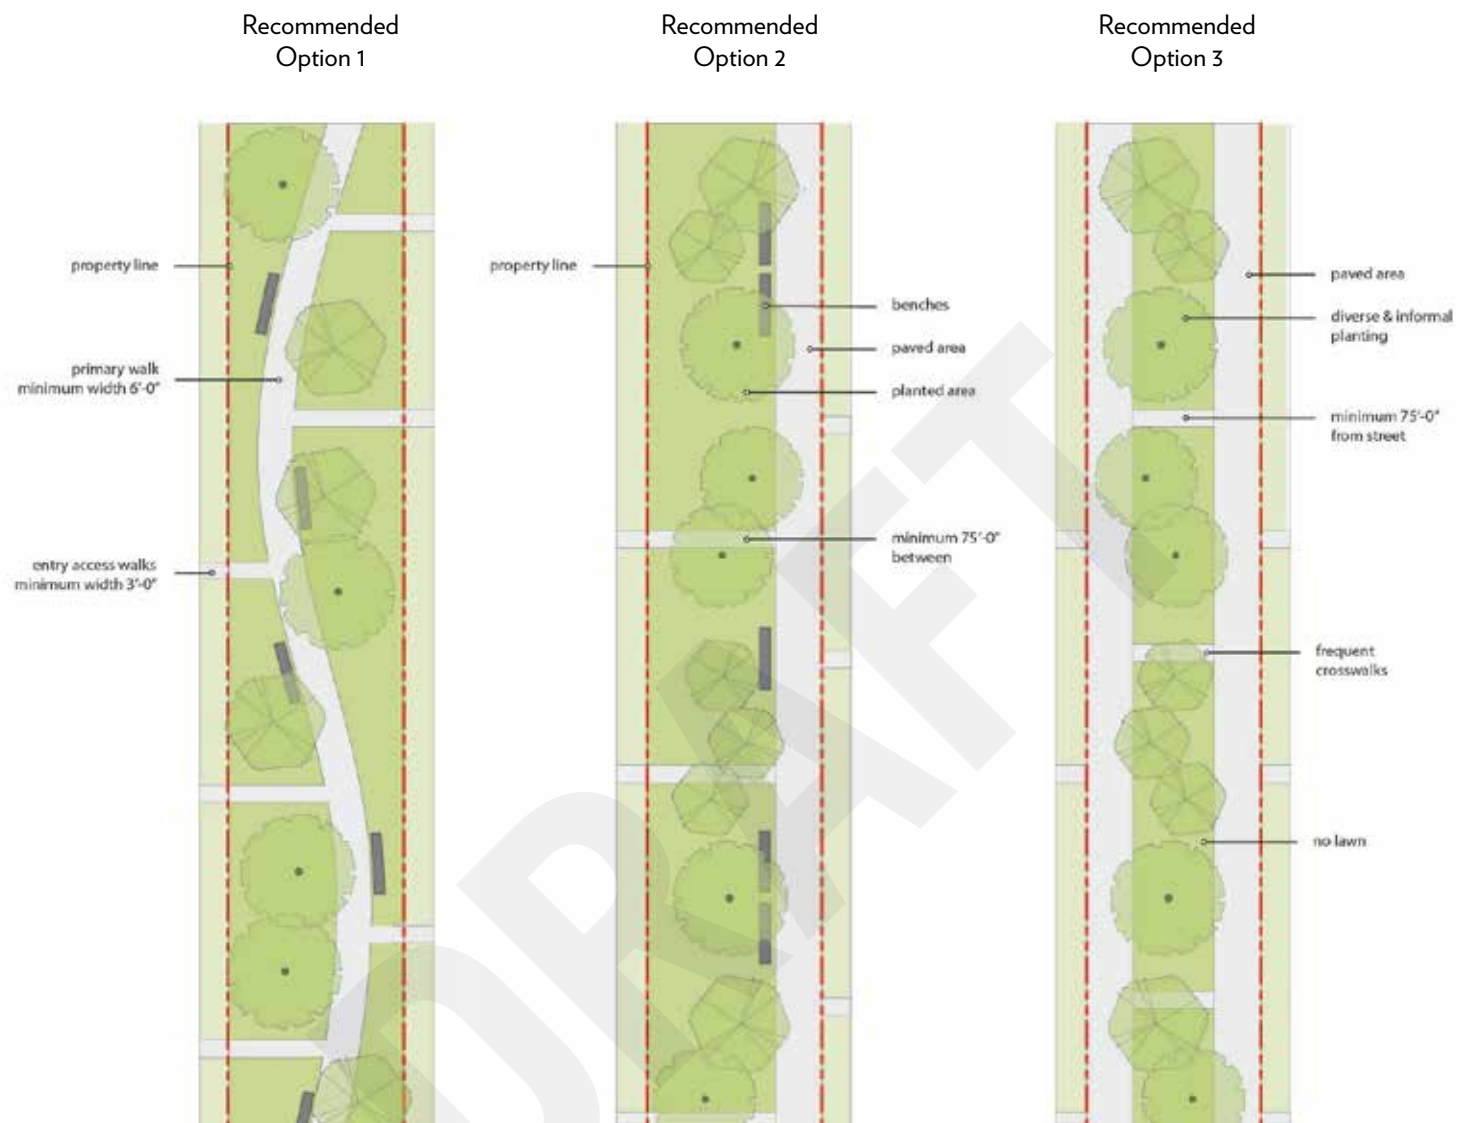 Recommended
Option 1
Recommended
Option 2
Recommended
Option 3
property line
primary walk
minimum width 6'-0"
entry access walks
minimum width 3'-0"
property line
benches
paved area
planted area
minimum 75'-0"
between
paved area
diverse & informal
planting
minimum 75'-0"
from street
frequent
crosswalks
no lawn
DRAFT